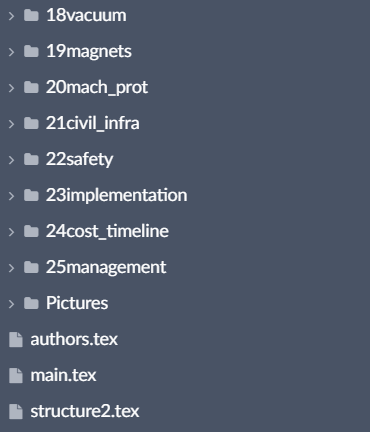 18vacuum
19magnets
20mach_prot
21civil_infra
22safety
23implementation
24cost_timeline
25management
Pictures
authors.tex
main.tex
structure2.tex